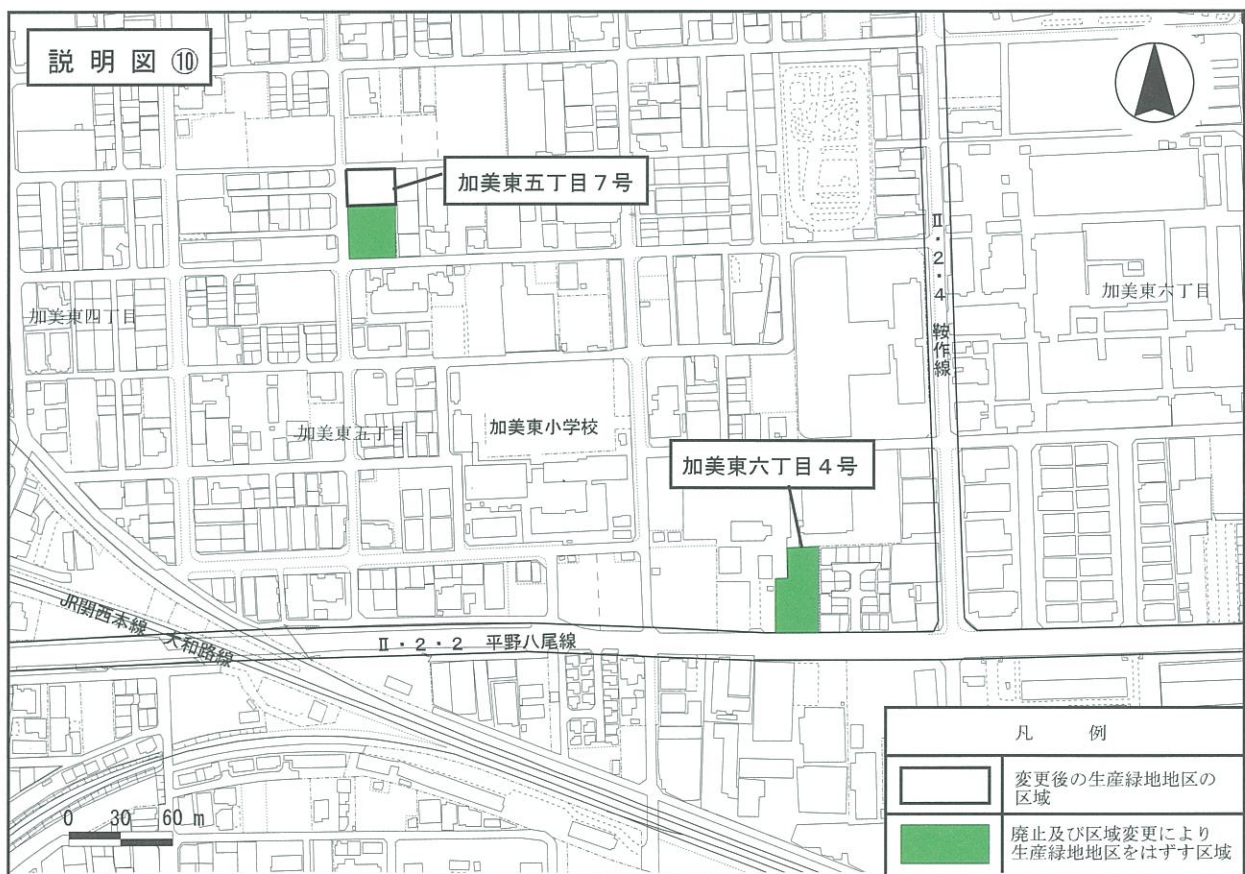 説明図⑩
加美東五丁目7号
Ⅱ・2・4 鞍作線
加美東六丁目
加美東四丁目
加美東五丁目
加美東小学校
加美東六丁目4号
JR関西本線 大和路線
Ⅱ・2・2 平野八尾線
0 30 60 m
凡例
変更後の生産緑地地区の
区域
廃止及び区域変更により
生産緑地地区をはずす区域